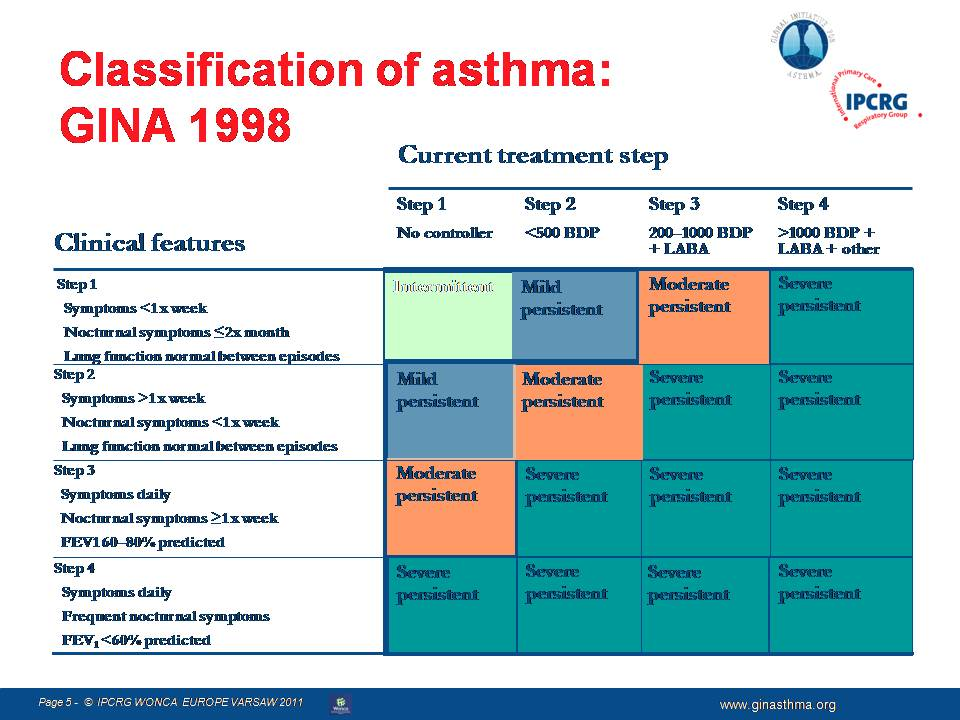 Classification of asthma:
GINA 1998
GLOBAL INITIATIVE FOR
ASTHMA
International Primary Care
IPCRG
Respiratory Group
Current treatment step
Step 1
Step 2
Step 3
Step 4
Clinical features
No controller
<500 BDP
200–1000 BDP
+ LABA
>1000 BDP +
LABA + other
Step 1
Symptoms <1x week
Nocturnal symptoms ≤2x month
Lung function normal between episodes
Intermittent
Mild
persistent
Moderate
persistent
Severe
persistent
Step 2
Symptoms >1x week
Nocturnal symptoms <1x week
Lung function normal between episodes
Mild
persistent
Moderate
persistent
Severe
persistent
Severe
persistent
Step 3
Symptoms daily
Nocturnal symptoms ≥1x week
FEV160–80% predicted
Moderate
persistent
Severe
persistent
Severe
persistent
Severe
persistent
Step 4
Symptoms daily
Frequent nocturnal symptoms
FEV₁ <60% predicted
Severe
persistent
Severe
persistent
Severe
persistent
Severe
persistent
Page 5 - © IPCRG WONCA EUROPE VARSAW 2011
Wonca
www.ginasthma.org